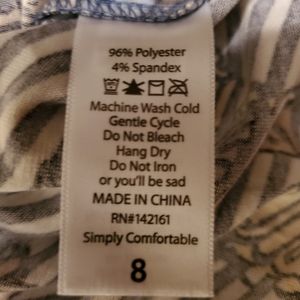 96% Polyester
4% Spandex
Machine Wash Cold
Gentle Cycle
Do Not Bleach
Hang Dry
Do Not Iron
or you'll be sad
MADE IN CHINA
RN#142161
Simply Comfortable
8